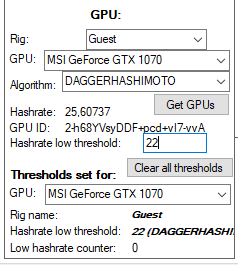 GPU:
Rig: Guest
GPU: MSI GeForce GTX 1070
Algorithm: DAGGERHASHIMOTO
Get GPUs
Hashrate: 25,60737
GPU ID: 2-h68YVsyDDF+pcd+vI7-vvA
Hashrate low threshold: 22
Clear all thresholds
Thresholds set for:
GPU: MSI GeForce GTX 1070
Rig name: Guest
Hashrate low threshold: 22 (DAGGERHASHI
Low hashrate counter: 0